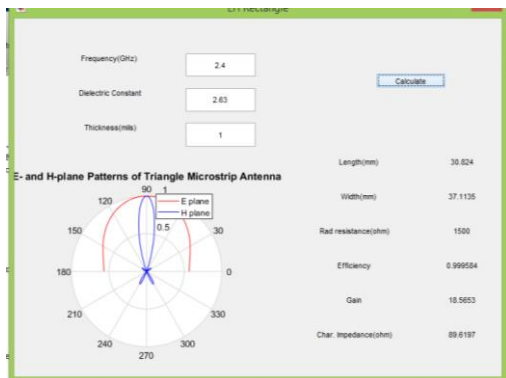 EH Rectangle
Frequency(GHz)
2.4
Dielectric Constant
2.63
Thickness(mils)
1
Calculate
E- and H-plane Patterns of Triangle Microstrip Antenna
90
1
E plane
H plane
120
0.5
150
30
180
0
210
330
240
300
270
Length(mm)
30.824
Width(mm)
37.1135
Rad resistance(ohm)
1500
Efficiency
0.999584
Gain
18.5653
Char. Impedance(ohm)
89.6197